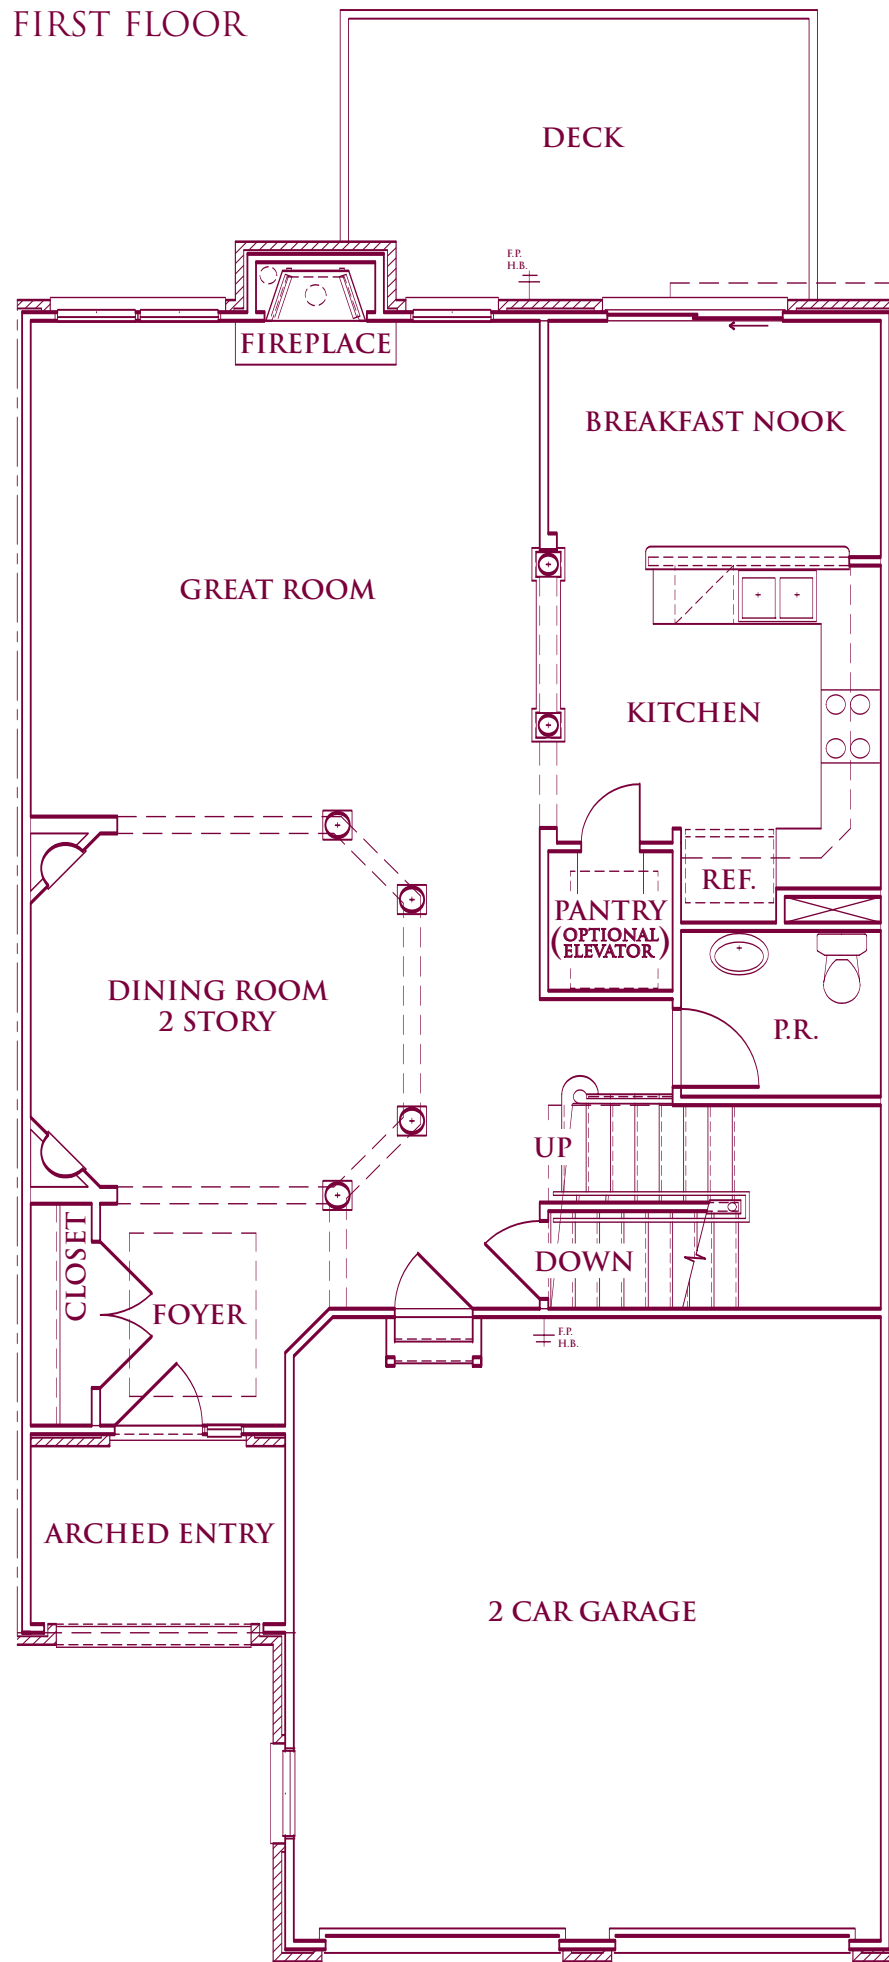 FIRST FLOOR
DECK
F.P.
H.B.
FIREPLACE
BREAKFAST NOOK
GREAT ROOM
KITCHEN
REF.
PANTRY
(OPTIONAL
ELEVATOR)
DINING ROOM
2 STORY
P.R.
UP
CLOSET
DOWN
FOYER
F.P.
H.B.
ARCHED ENTRY
2 CAR GARAGE